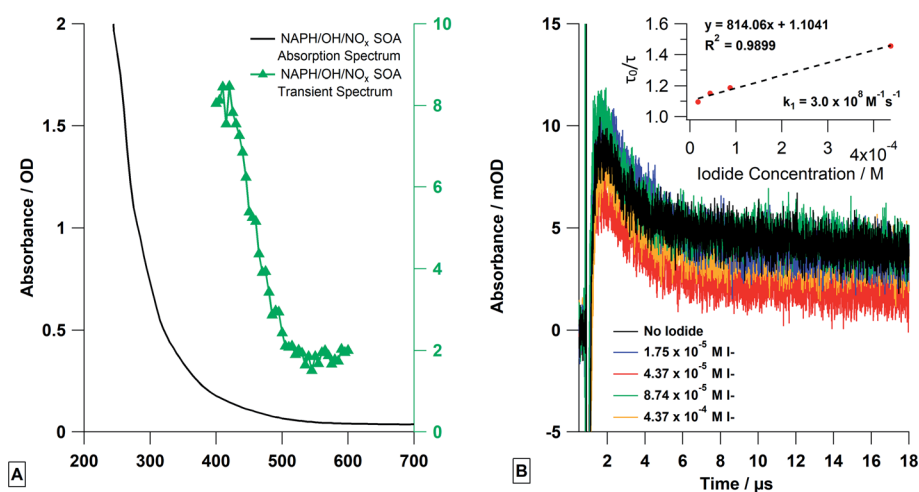 NAPH/OH/NOx SOA
Absorption Spectrum
NAPH/OH/NOx SOA
Transient Spectrum
Absorbance / OD
2
1.5
1
0.5
0
10
8
6
4
2
0
200 300 400 500 600 700
A
Absorbance / mOD
15
10
5
0
-5
y = 814.06x + 1.1041
R² = 0.9899
k₁ = 3.0 x 10⁸ M⁻¹s⁻¹
τ₀/τ
1.6
1.4
1.2
1.0
0 1 2 4x10⁻⁴
Iodide Concentration / M
No Iodide
1.75 x 10⁻⁵ M I-
4.37 x 10⁻⁵ M I-
8.74 x 10⁻⁵ M I-
4.37 x 10⁻⁴ M I-
2 4 6 8 10 12 14 16 18
Time / µs
B